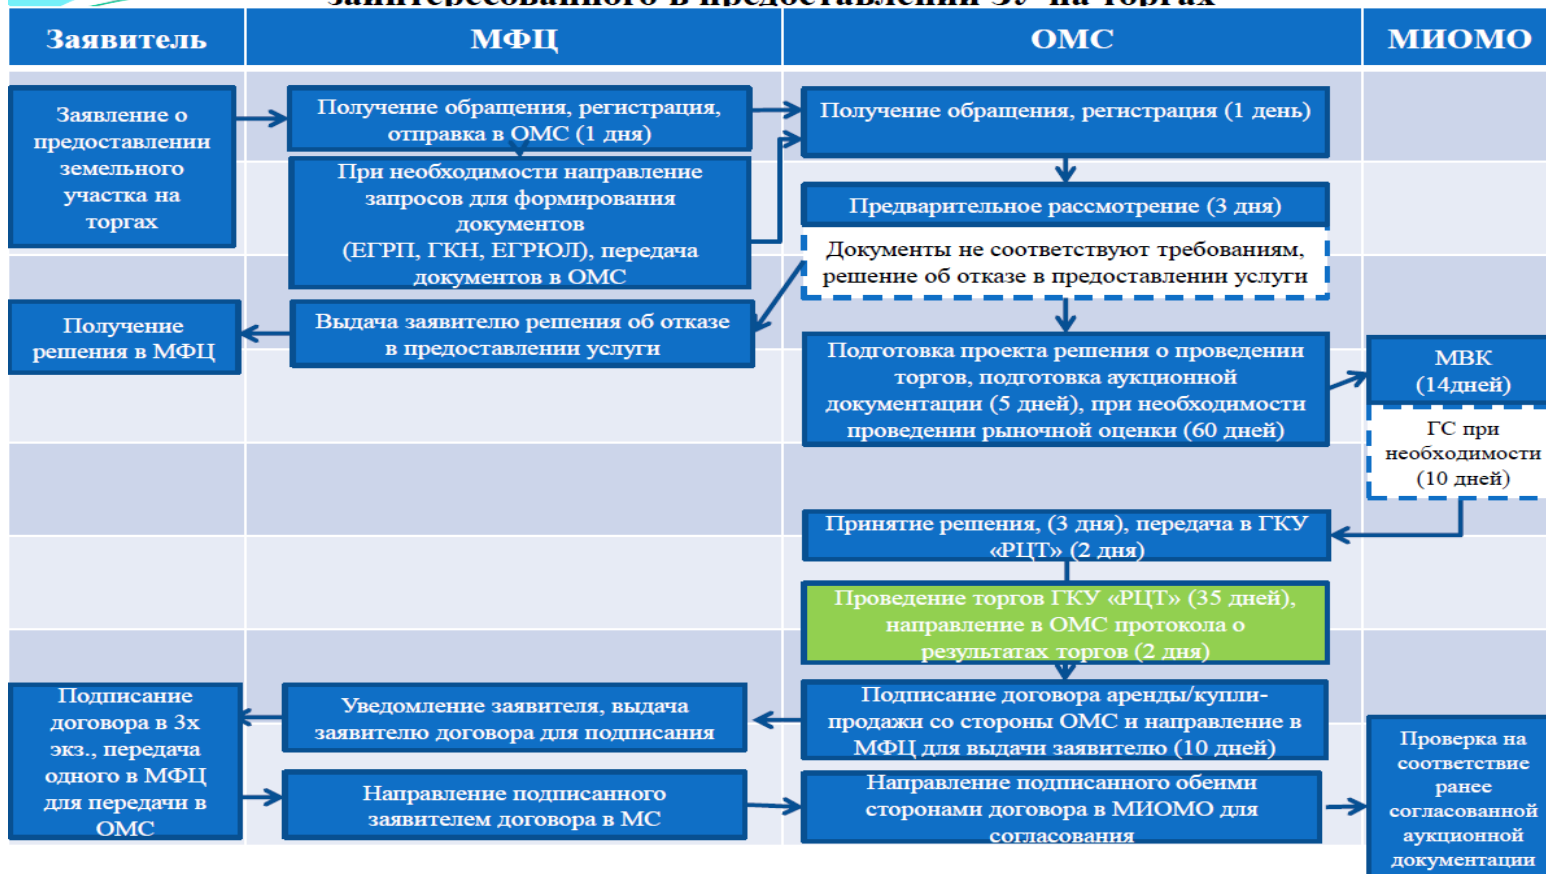 заинтересованного в предоставлении ЗУ на торгах
Заявитель
МФЦ
ОМС
МИОМО
Заявление о
предоставлении
земельного
участка на
торгах
Получение обращения, регистрация,
отправка в ОМС (1 дня)
Получение обращения, регистрация (1 день)
При необходимости направление
запросов для формирования
документов
(ЕГРП, ГКН, ЕГРЮЛ), передача
документов в ОМС
Предварительное рассмотрение (3 дня)
Документы не соответствуют требованиям,
решение об отказе в предоставлении услуги
Получение
решения в МФЦ
Выдача заявителю решения об отказе
в предоставлении услуги
Подготовка проекта решения о проведении
торгов, подготовка аукционной
документации (5 дней), при необходимости
проведении рыночной оценки (60 дней)
МВК
(14дней)
ГС при
необходимости
(10 дней)
Принятие решения, (3 дня), передача в ГКУ
«РЦТ» (2 дня)
Проведение торгов ГКУ «РЦТ» (35 дней),
направление в ОМС протокола о
результатах торгов (2 дня)
Подписание
договора в 3х
экз., передача
одного в МФЦ
для передачи в
ОМС
Уведомление заявителя, выдача
заявителю договора для подписания
Подписание договора аренды/купли-
продажи со стороны ОМС и направление в
МФЦ для выдачи заявителю (10 дней)
Направление подписанного
заявителем договора в МС
Направление подписанного обеими
сторонами договора в МИОМО для
согласования
Проверка на
соответствие
ранее
согласованной
аукционной
документации